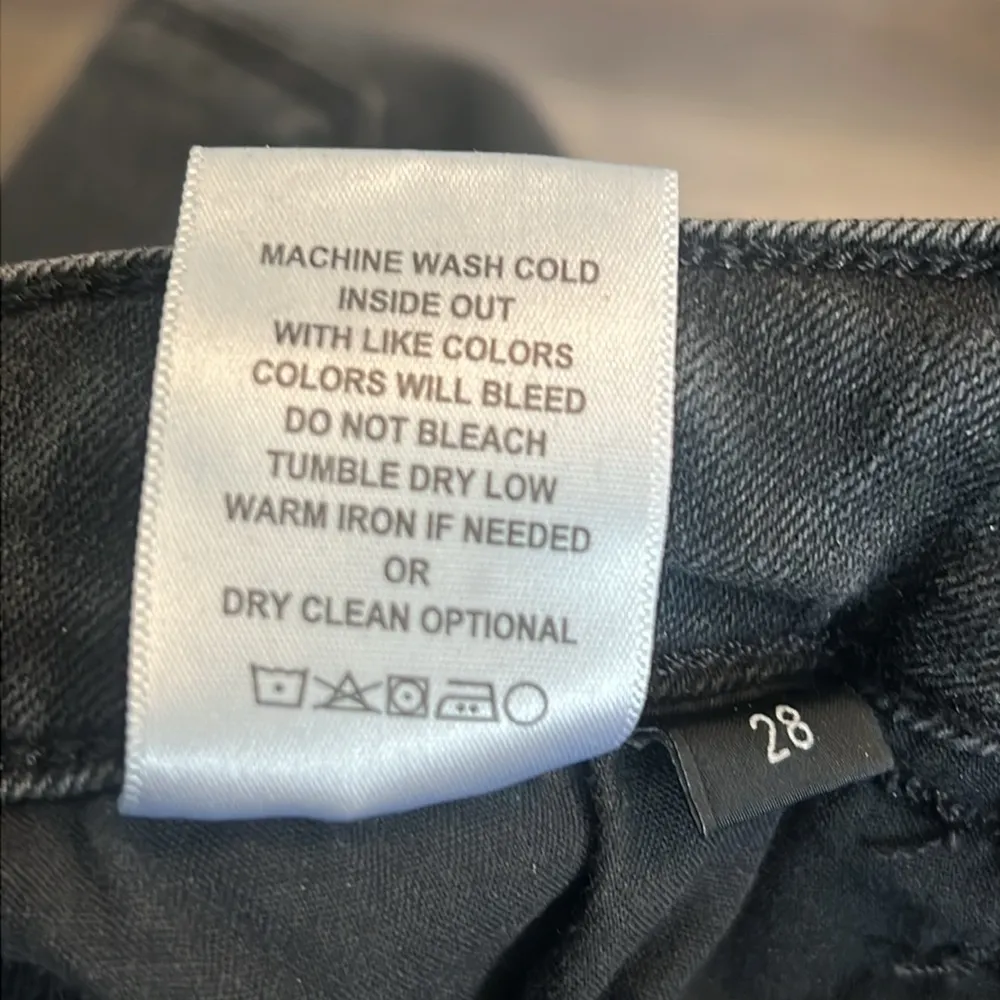 MACHINE WASH COLD
INSIDE OUT
WITH LIKE COLORS
COLORS WILL BLEED
DO NOT BLEACH
TUMBLE DRY LOW
WARM IRON IF NEEDED
OR
DRY CLEAN OPTIONAL
28